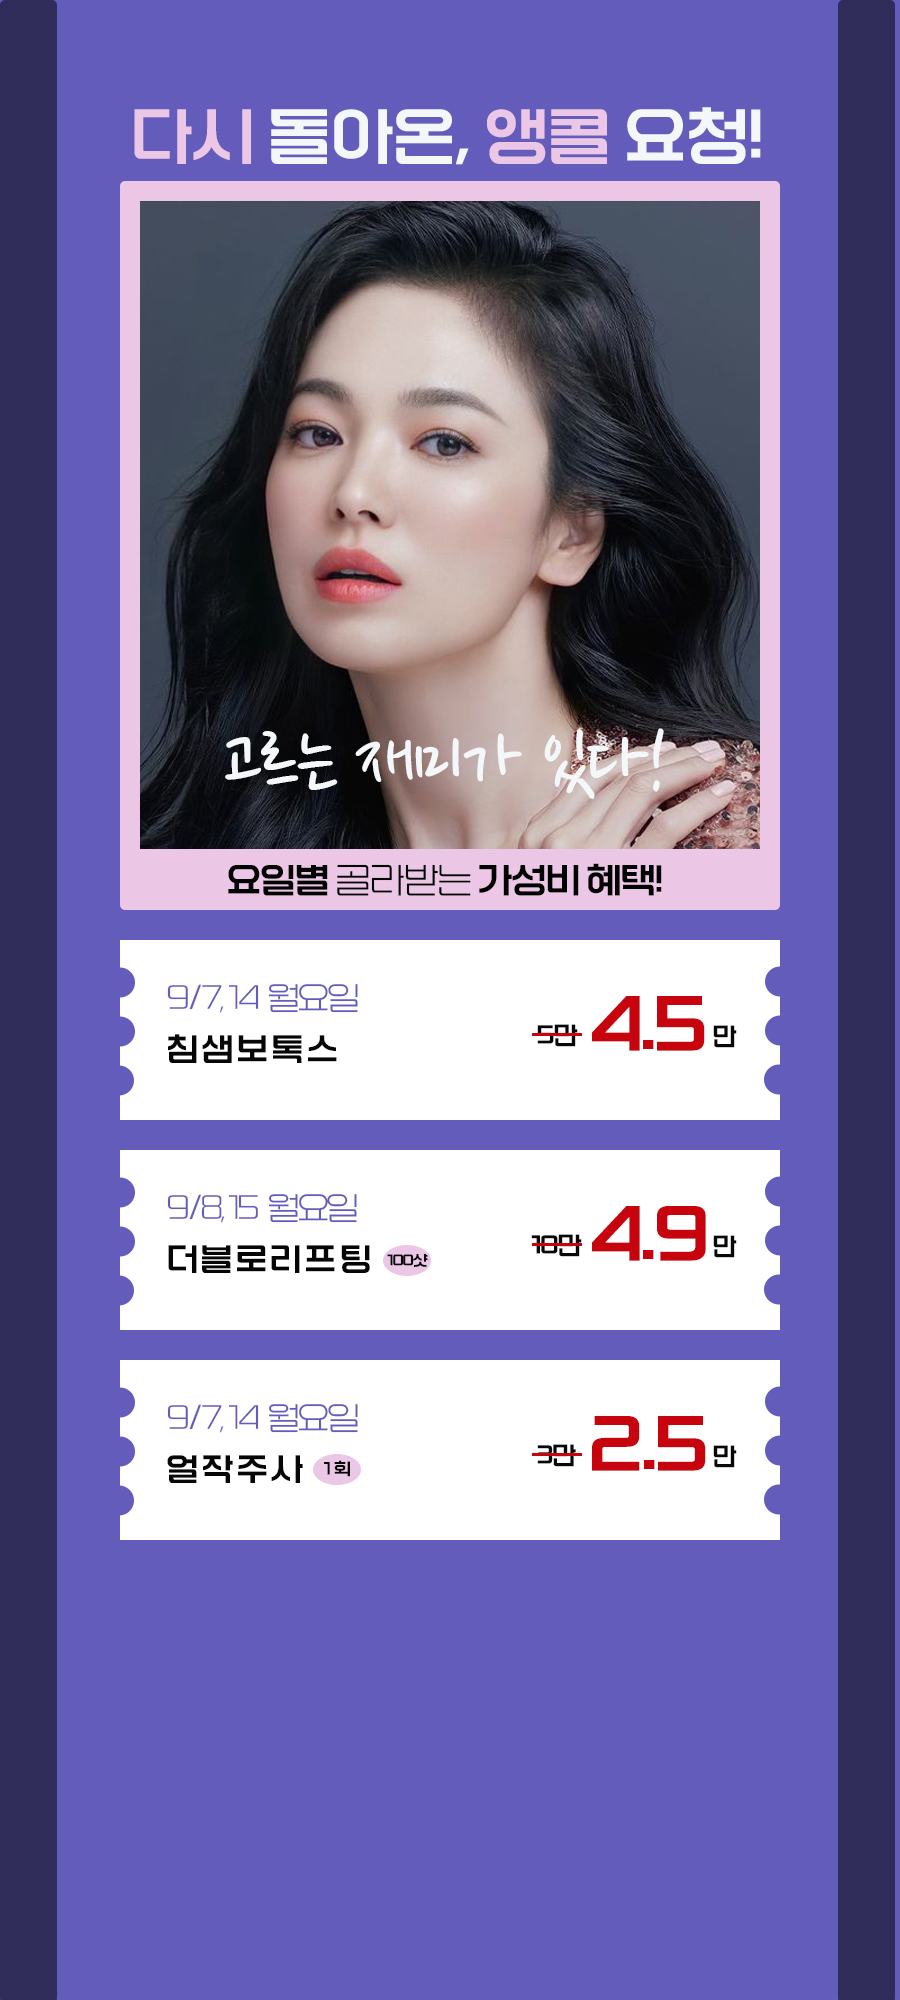 다시 돌아온, 앵콜 요청!
고르는 재미가 있다!
요일별 골라받는 가성비 혜택!
9/7,14 월요일
침샘보톡스
5만 4.5 만
9/8,15 월요일
더블로리프팅 100샷
10만 4.9 만
9/7,14 월요일
얼작주사 1회
3만 2.5 만